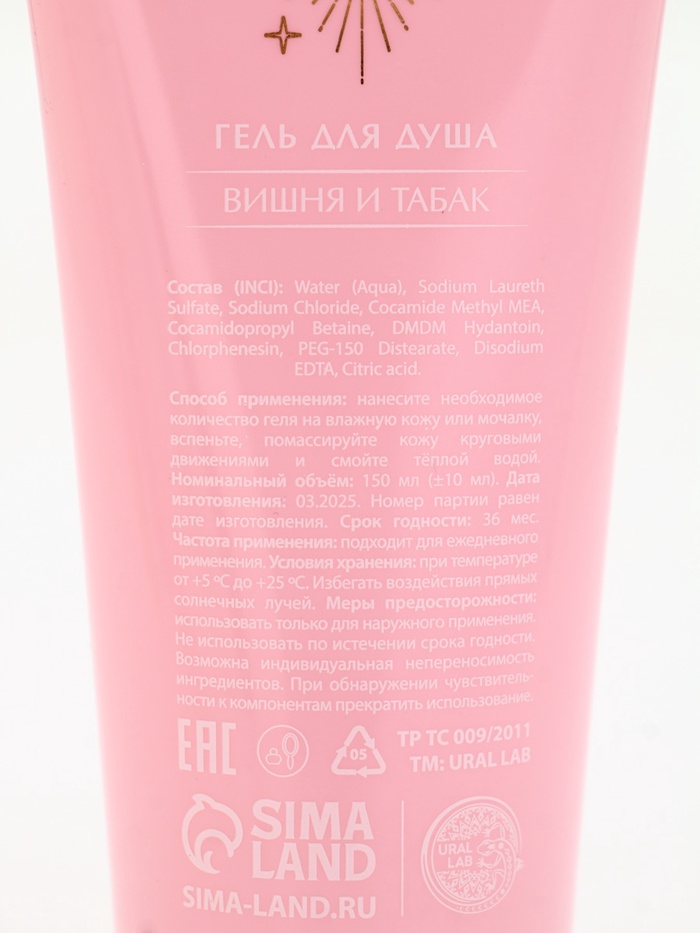 ГЕЛЬ ДЛЯ ДУША
ВИШНЯ И ТАБАК
Состав (INCI): Water (Aqua), Sodium Laureth
Sulfate, Sodium Chloride, Cocamide Methyl MEA,
Cocamidopropyl Betaine, DMDM Hydantoin,
Chlorphenesin, PEG-150 Distearate, Disodium
EDTA, Citric acid.
Способ применения: нанесите необходимое
количество геля на влажную кожу или мочалку,
вспеньте, помассируйте кожу круговыми
движениями и смойте тёплой водой.
Номинальный объём: 150 мл (±10 мл). Дата
изготовления: 03.2025. Номер партии равен
дате изготовления. Срок годности: 36 мес.
Частота применения: подходит для ежедневного
применения. Условия хранения: при температуре
от +5 ºC до +25 ºC. Избегать воздействия прямых
солнечных лучей. Меры предосторожности:
использовать только для наружного применения.
Не использовать по истечении срока годности.
Возможна индивидуальная непереносимость
ингредиентов. При обнаружении чувствитель-
ности к компонентам прекратить использование.
EAC
05
ТР ТС 009/2011
TM: URAL LAB
SIMA
LAND
SIMA-LAND.RU
URAL
LAB